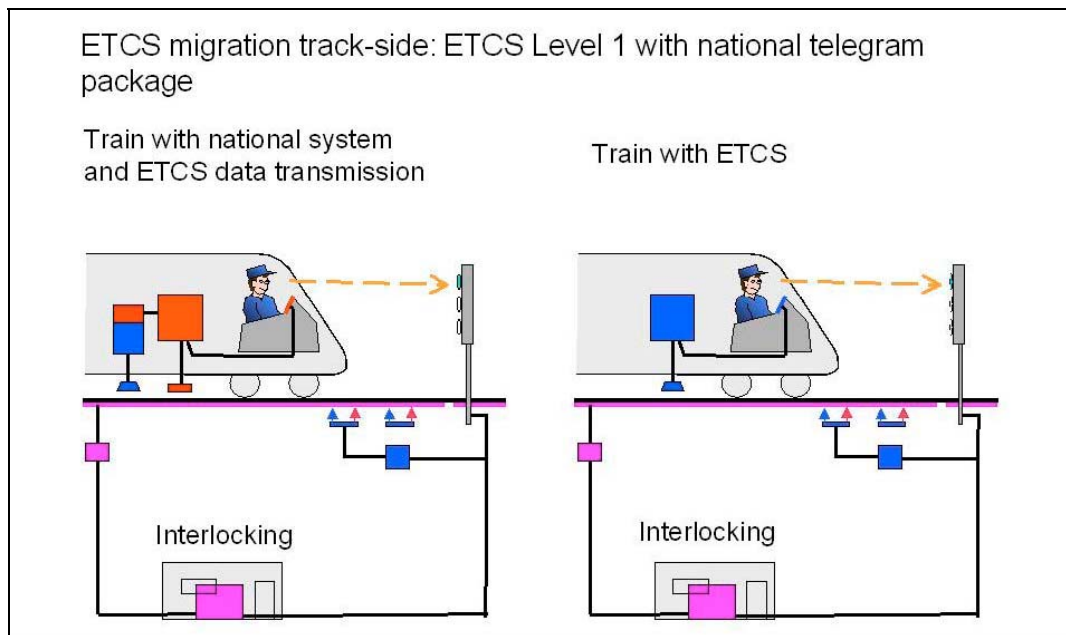 ETCS migration track-side: ETCS Level 1 with national telegram
package
Train with national system
and ETCS data transmission
Train with ETCS
Interlocking
Interlocking